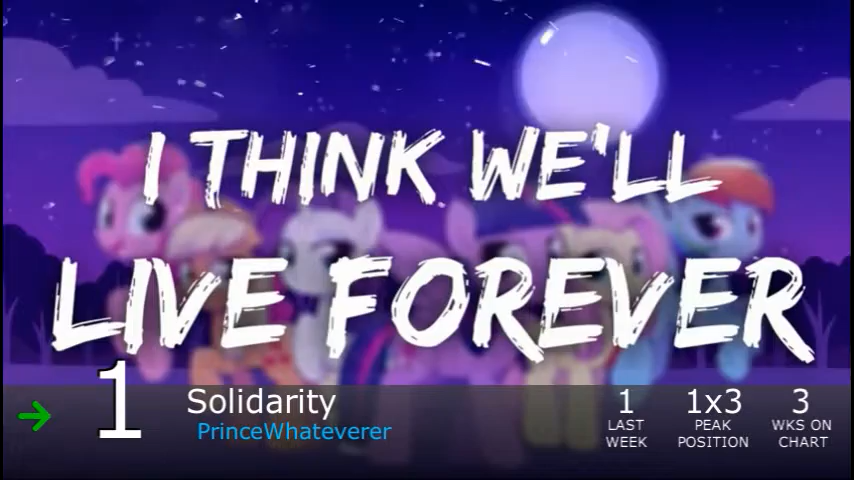 I THINK WE'LL
LIVE FOREVER
1
Solidarity
PrinceWhateverer
1
LAST
WEEK
1x3
PEAK
POSITION
3
WKS ON
CHART